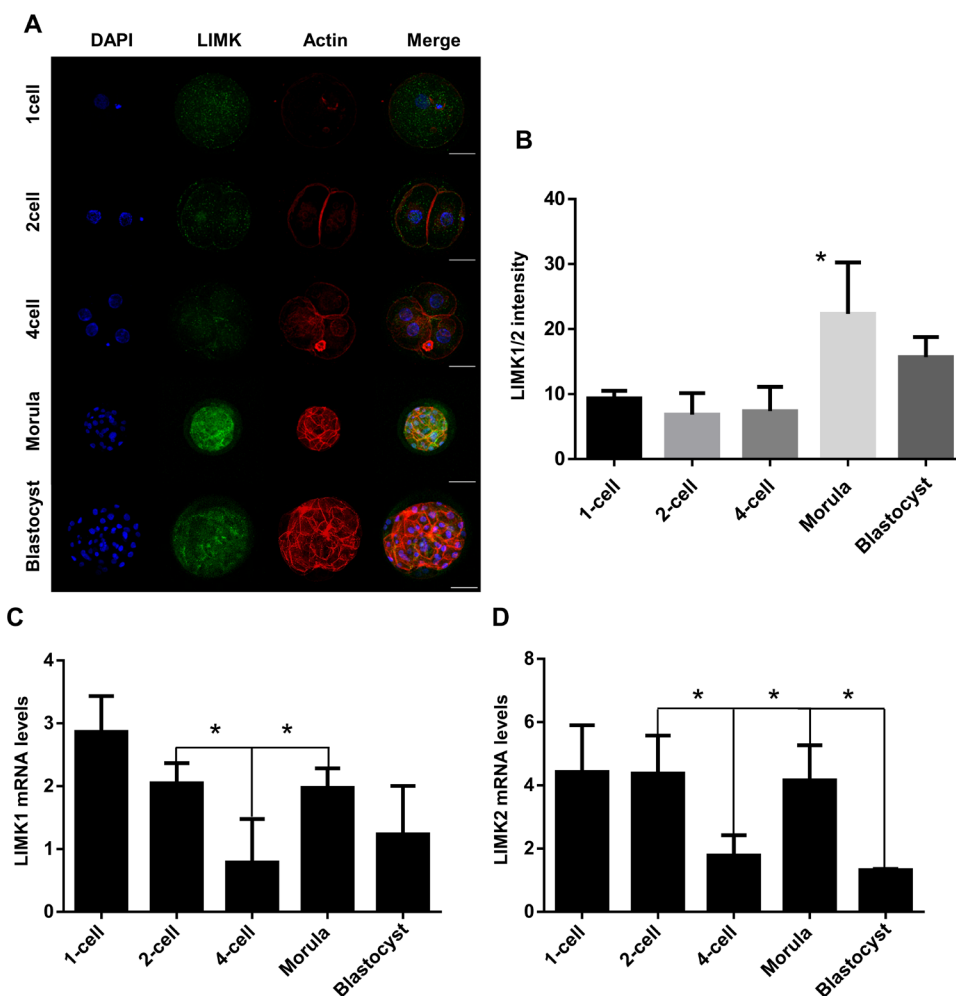 A
DAPI LIMK Actin Merge
1cell
2cell
4cell
Morula
Blastocyst
B
LIMK1/2 intensity
40
30
20
10
0
*
1-cell 2-cell 4-cell Morula Blastocyst
C
LIMK1 mRNA levels
4
3
2
1
0
* *
1-cell 2-cell 4-cell Morula Blastocyst
D
LIMK2 mRNA levels
8
6
4
2
0
* * *
1-cell 2-cell 4-cell Morula Blastocyst